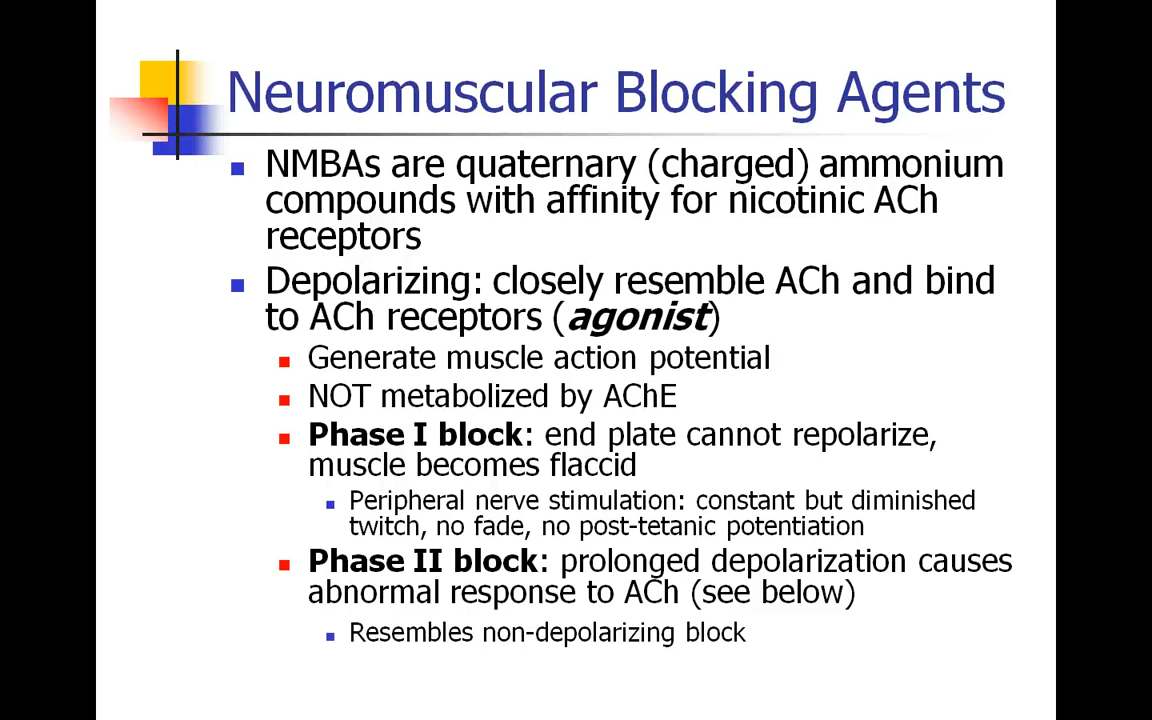 Neuromuscular Blocking Agents
NMBAs are quaternary (charged) ammonium
compounds with affinity for nicotinic ACh
receptors
Depolarizing: closely resemble ACh and bind
to ACh receptors (agonist)
Generate muscle action potential
NOT metabolized by AChE
Phase I block: end plate cannot repolarize,
muscle becomes flaccid
Peripheral nerve stimulation: constant but diminished
twitch, no fade, no post-tetanic potentiation
Phase II block: prolonged depolarization causes
abnormal response to ACh (see below)
Resembles non-depolarizing block